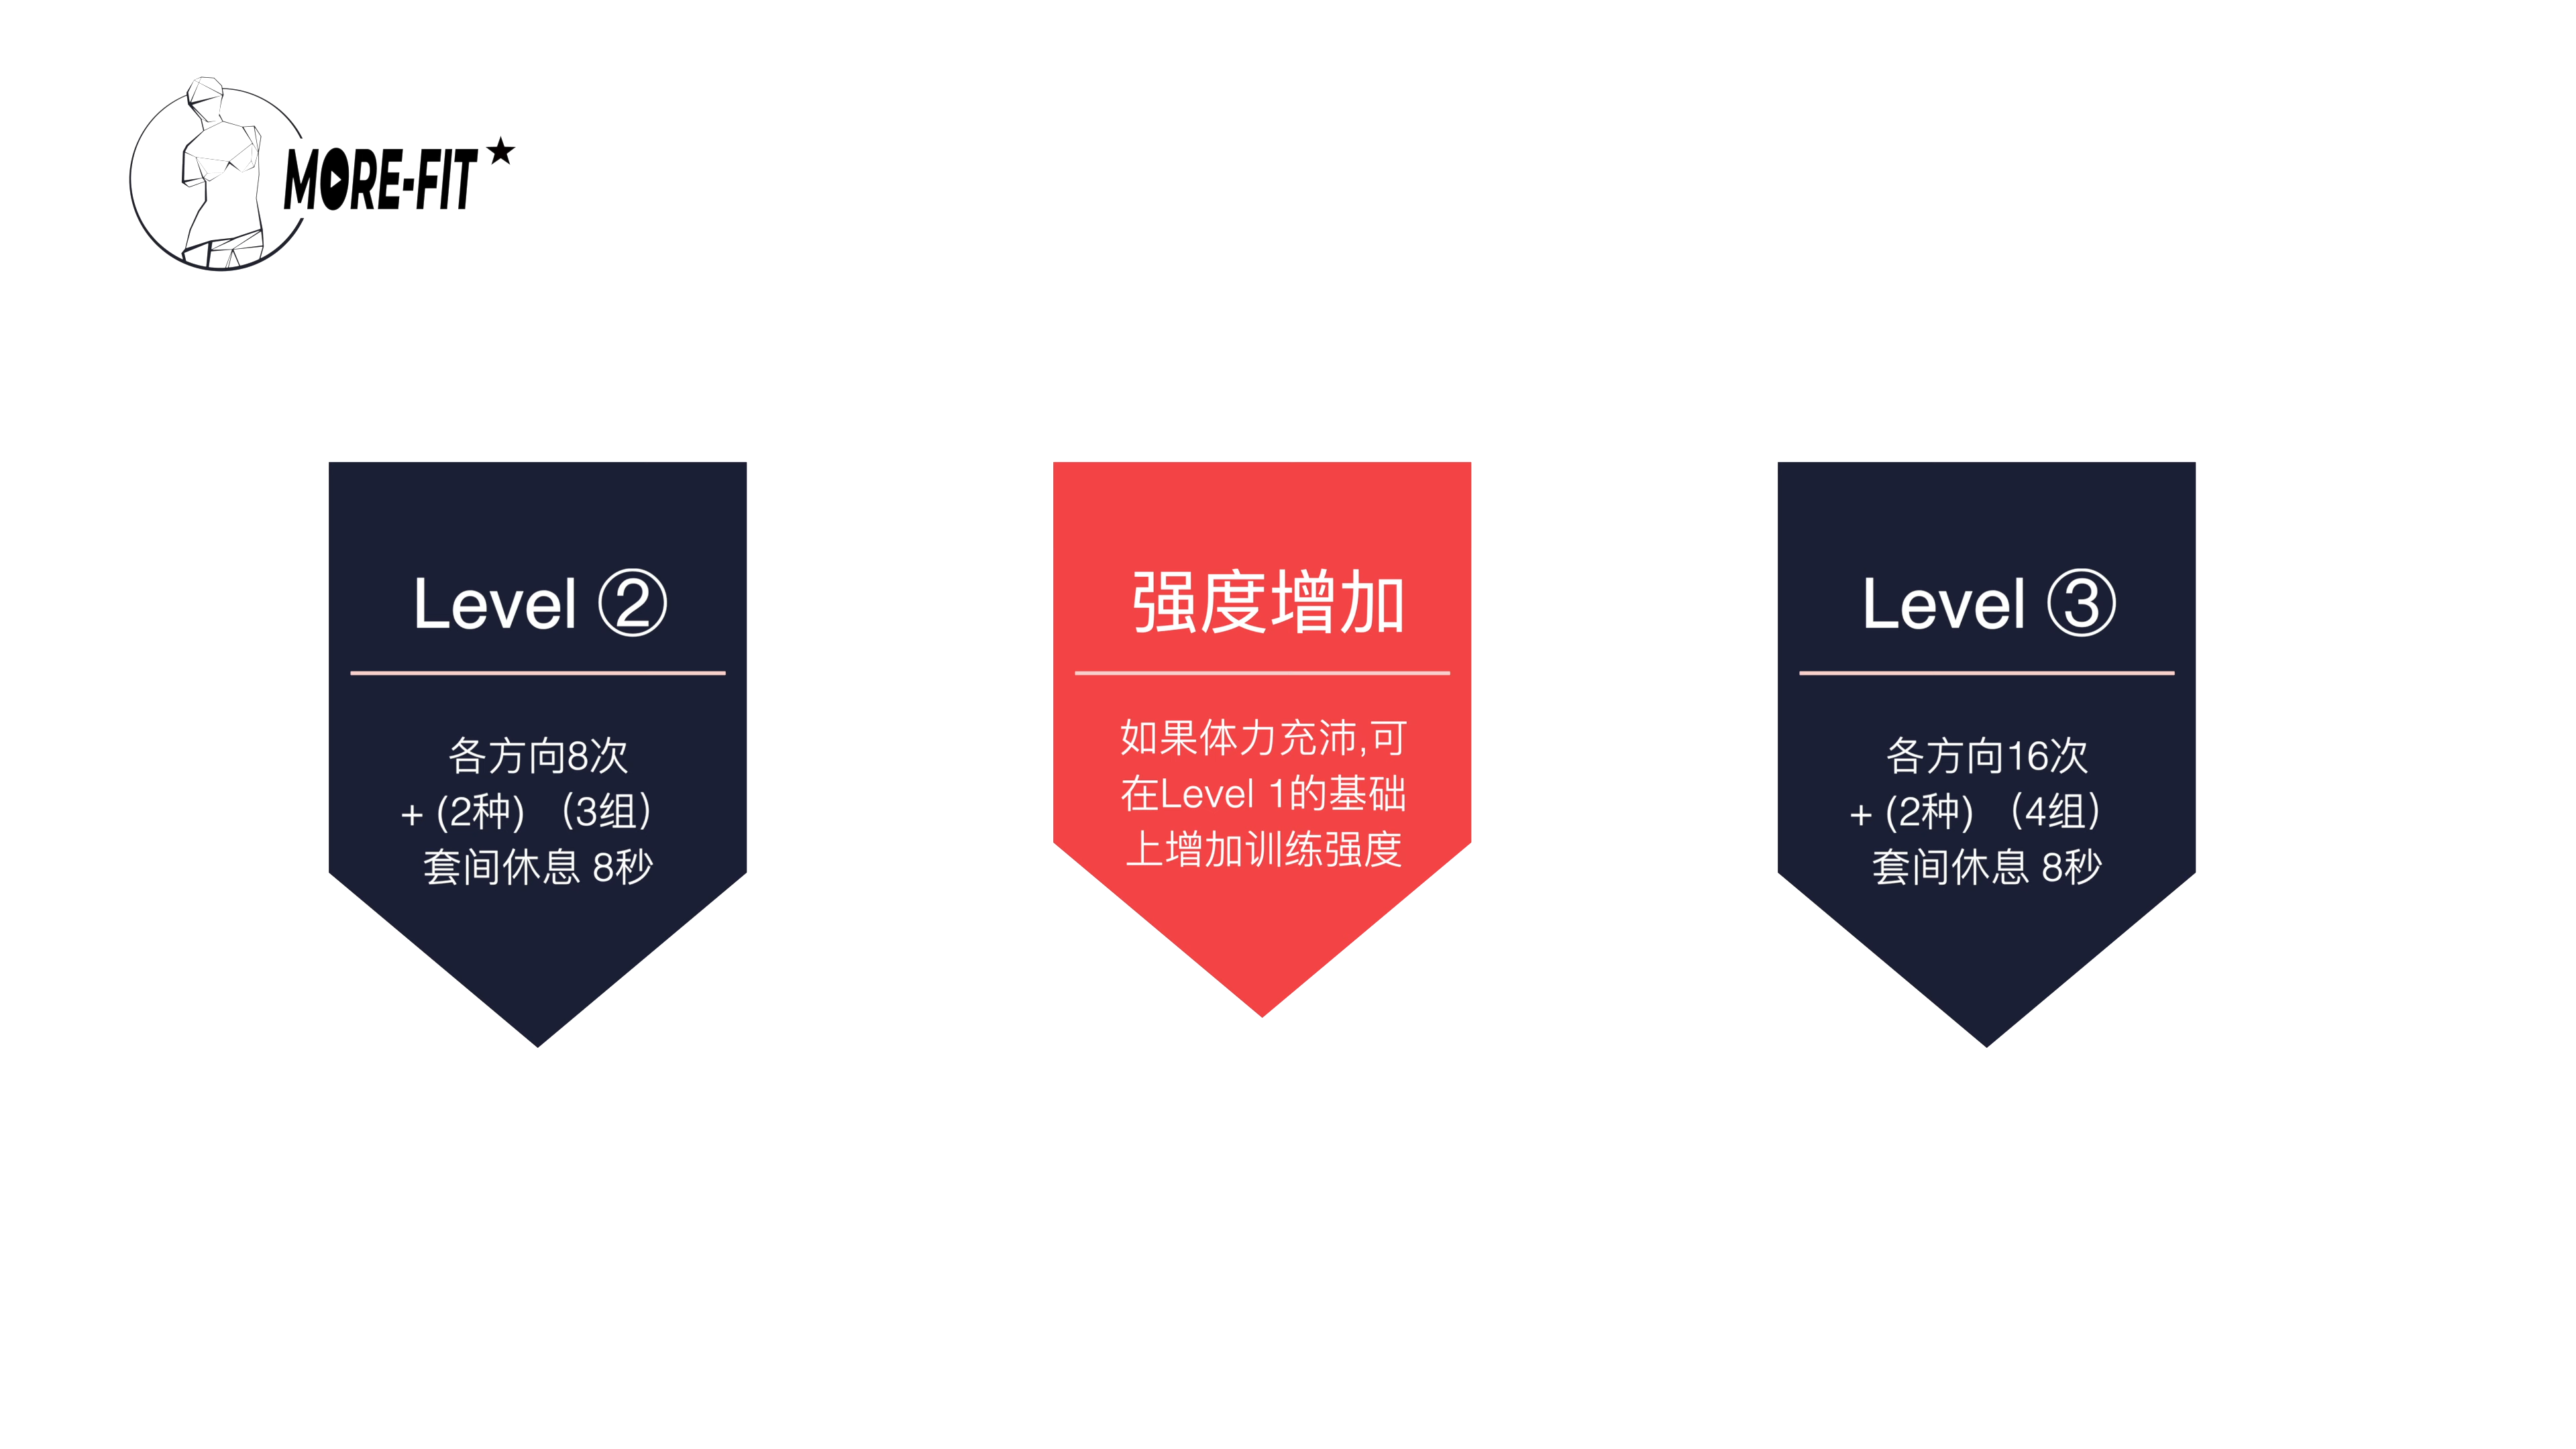 MORE-FIT
Level ②
各方向8次
+ (2种) （3组）
套间休息 8秒
强度增加
如果体力充沛,可
在Level 1的基础
上增加训练强度
Level ③
各方向16次
+ (2种) （4组）
套间休息 8秒